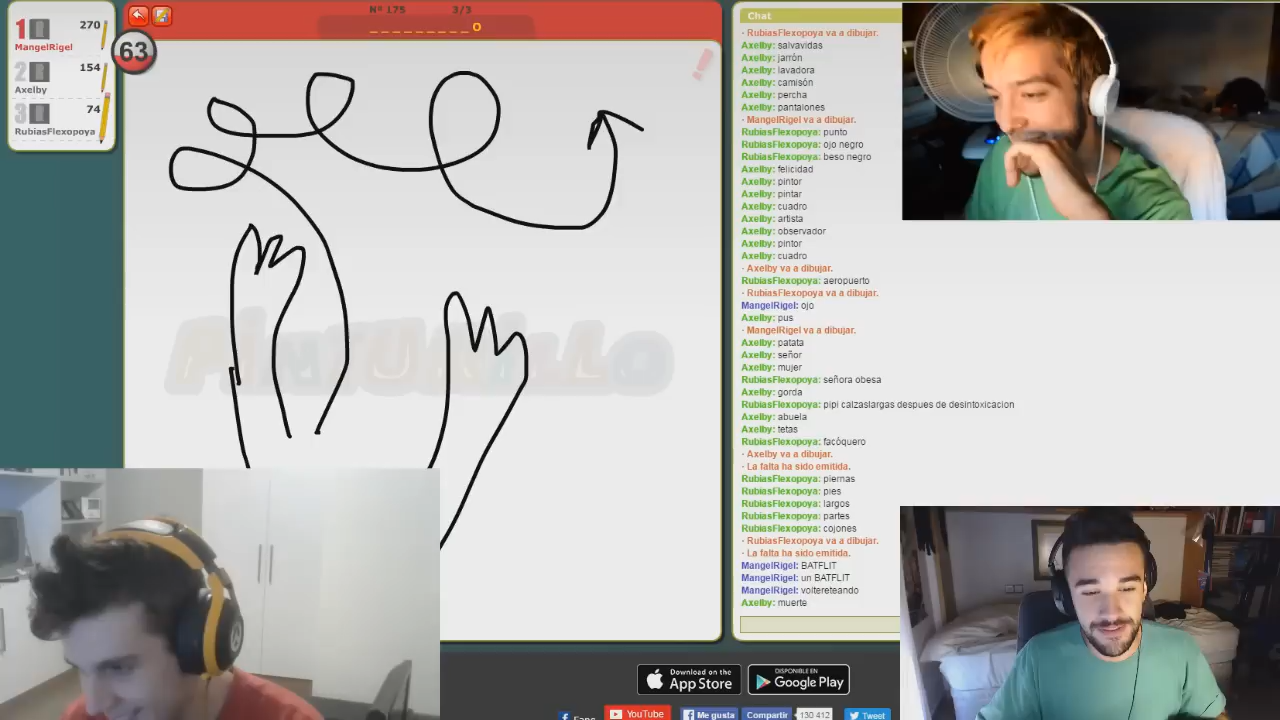 1 270
MangelRigel
2 154
Axelby
3 74
RubiasFlexopoya
63
Nº L75 3/3
_ _ _ _ _ _ _ _ _ O
!
PINTURILLO
Chat
· RubiasFlexopoya va a dibujar.
Axelby: salvavidas
Axelby: jarrón
Axelby: lavadora
Axelby: camisón
Axelby: percha
Axelby: pantalones
· MangelRigel va a dibujar.
RubiasFlexopoya: punto
RubiasFlexopoya: ojo negro
RubiasFlexopoya: beso negro
Axelby: felicidad
Axelby: pintor
Axelby: pintar
Axelby: cuadro
Axelby: artista
Axelby: observador
Axelby: pintor
Axelby: cuadro
· Axelby va a dibujar.
RubiasFlexopoya: aeropuerto
· RubiasFlexopoya va a dibujar.
MangelRigel: ojo
Axelby: pus
· MangelRigel va a dibujar.
Axelby: patata
Axelby: señor
Axelby: mujer
RubiasFlexopoya: señora obesa
Axelby: gorda
RubiasFlexopoya: pipi calzaslargas despues de desintoxicacion
Axelby: abuela
Axelby: tetas
RubiasFlexopoya: facóquero
· Axelby va a dibujar.
· La falta ha sido emitida.
RubiasFlexopoya: piernas
RubiasFlexopoya: pies
RubiasFlexopoya: largos
RubiasFlexopoya: partes
RubiasFlexopoya: cojones
· RubiasFlexopoya va a dibujar.
· La falta ha sido emitida.
MangelRigel: BATFLIT
MangelRigel: un BATFLIT
MangelRigel: voltereteando
Axelby: muerte
Download on the
App Store
DISPONIBLE EN
Google Play
Fans YouTube Me gusta Compartir 130 412 Tweet